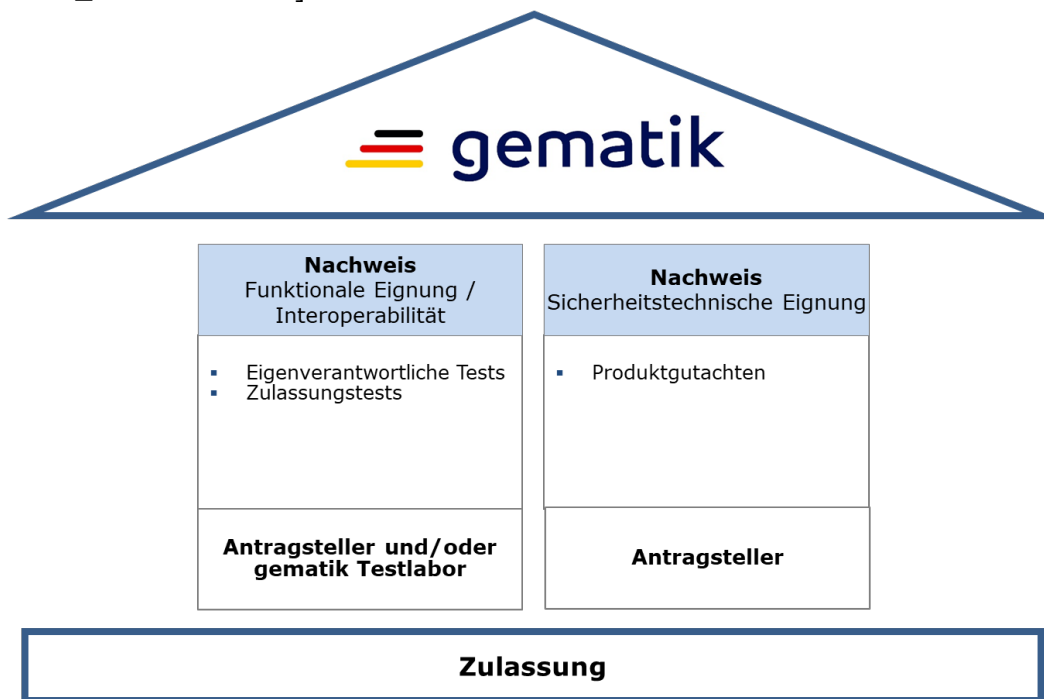 gematik
Nachweis
Funktionale Eignung /
Interoperabilität
Nachweis
Sicherheitstechnische Eignung
▪ Eigenverantwortliche Tests
▪ Zulassungstests
▪ Produktgutachten
Antragsteller und/oder
gematik Testlabor
Antragsteller
Zulassung